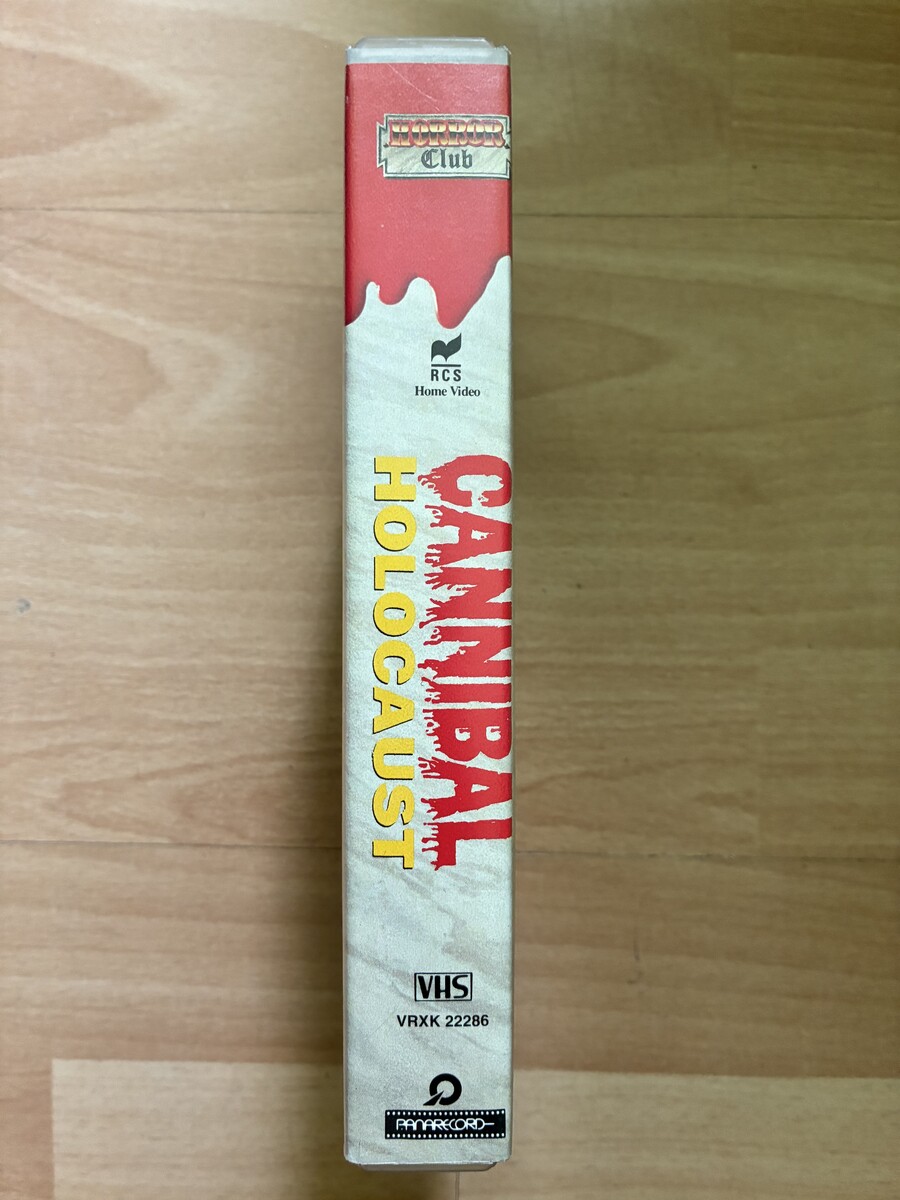 HORROR
Club
RCS
Home Video
CANNIBAL
HOLOCAUST
VHS
VRXK 22286
PANARECORD